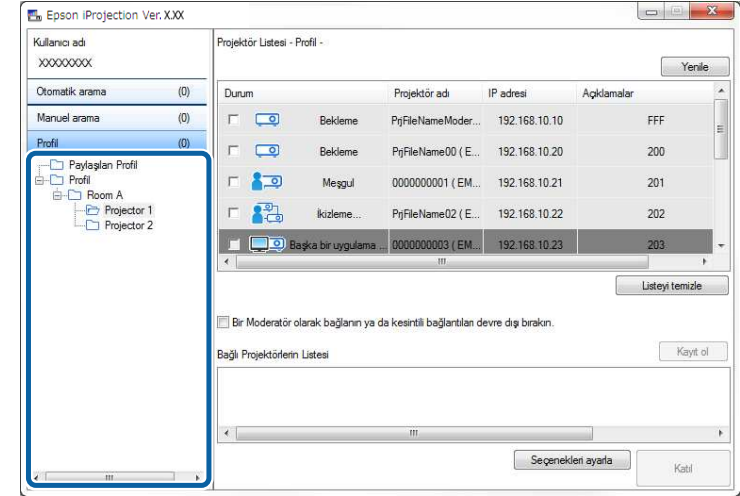 Epson iProjection Ver. X.XX
Kullanıcı adı
XXXXXXXX
Otomatik arama (0)
Manuel arama (0)
Profil (0)
Paylaşılan Profil
Profil
Room A
Projector 1
Projector 2
Projektör Listesi - Profil -
Yenile
Durum Projektör adı IP adresi Açıklamalar
Bekleme PrjFileNameModer... 192.168.10.10 FFF
Bekleme PrjFileName00 ( E... 192.168.10.20 200
Meşgul 0000000001 ( EM... 192.168.10.21 201
İkizleme... PrjFileName02 ( E... 192.168.10.22 202
Başka bir uygulama ... 0000000003 ( EM... 192.168.10.23 203
Listeyi temizle
Bir Moderatör olarak bağlanın ya da kesintili bağlantıları devre dışı bırakın.
Bağlı Projektörlerin Listesi
Kayıt ol
Seçenekleri ayarla
Katıl